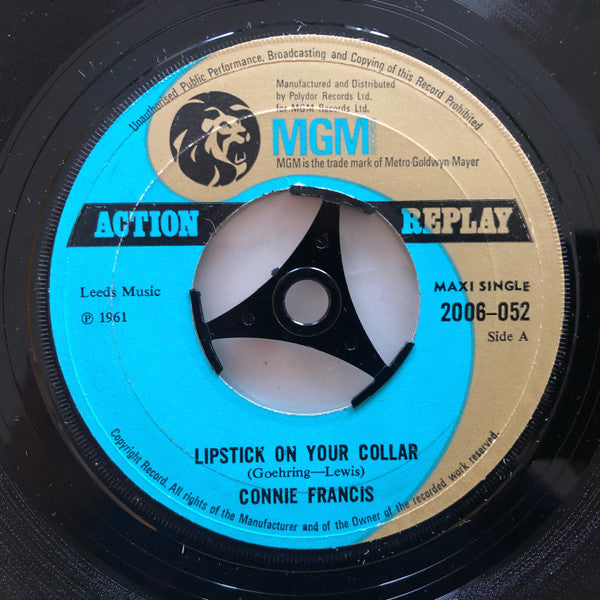 Unauthorised Public Performance, Broadcasting and Copying of this Record Prohibited
Manufactured and Distributed
by Polydor Records Ltd.
for MGM Records Ltd.
MGM
MGM is the trade mark of Metro Goldwyn-Mayer
ACTION REPLAY
Leeds Music
℗ 1961
MAXI SINGLE
2006-052
Side A
LIPSTICK ON YOUR COLLAR
(Goehring—Lewis)
CONNIE FRANCIS
Copyright Record. All rights of the Manufacturer and of the Owner of the recorded work reserved